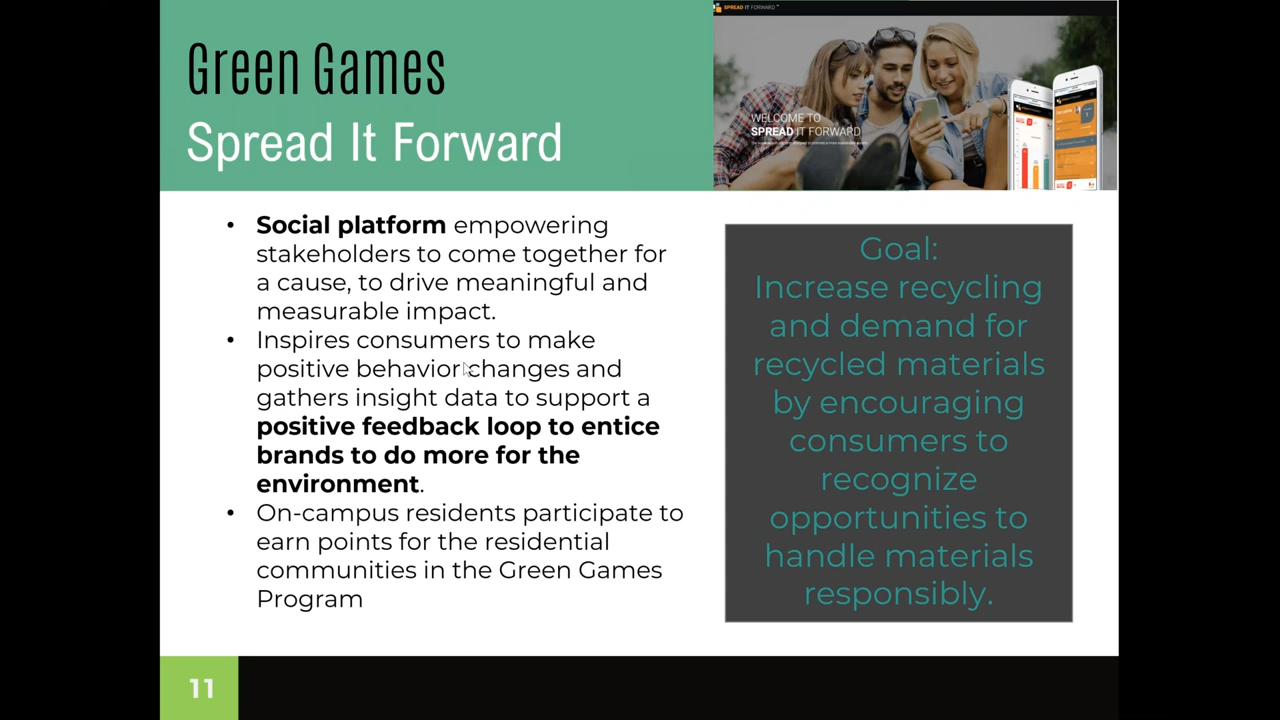 Green Games
Spread It Forward
SPREAD IT FORWARD
WELCOME TO
SPREAD IT FORWARD
• Social platform empowering
stakeholders to come together for
a cause, to drive meaningful and
measurable impact.
• Inspires consumers to make
positive behavior changes and
gathers insight data to support a
positive feedback loop to entice
brands to do more for the
environment.
• On-campus residents participate to
earn points for the residential
communities in the Green Games
Program
Goal:
Increase recycling
and demand for
recycled materials
by encouraging
consumers to
recognize
opportunities to
handle materials
responsibly.
11